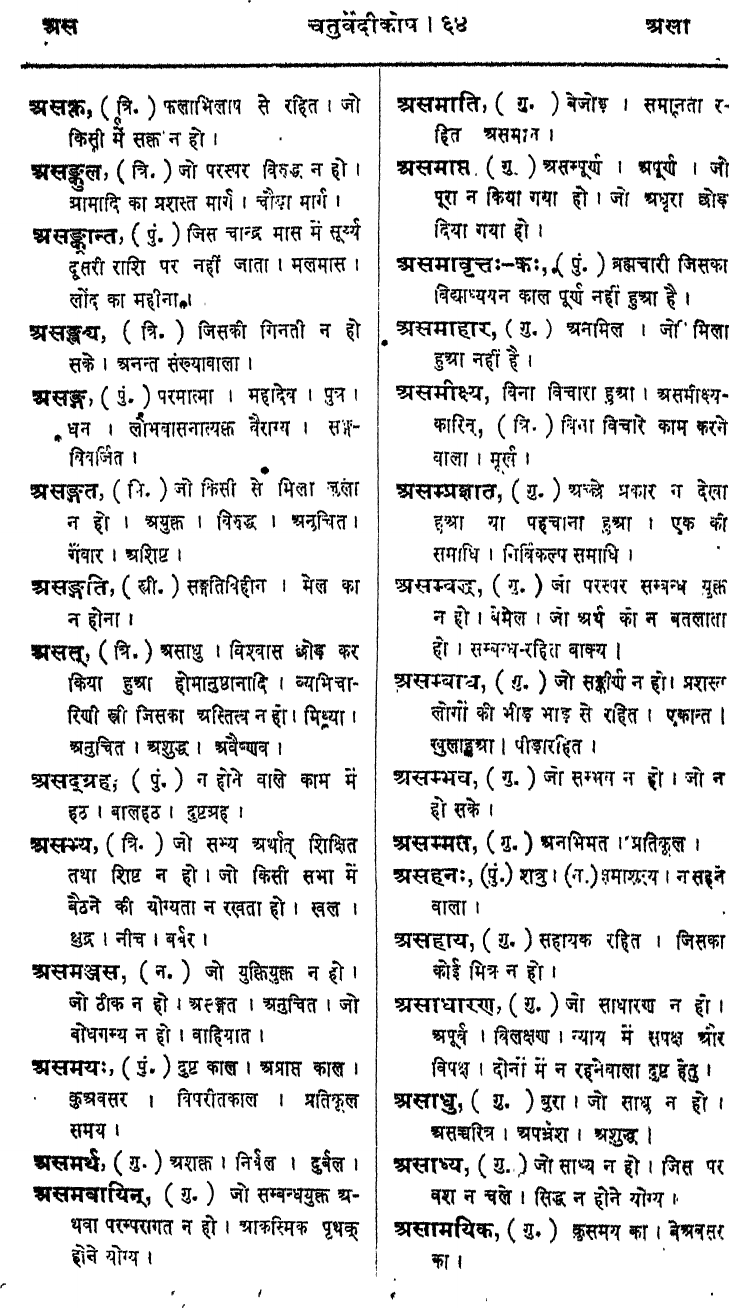 अस
चतुर्वेदीकोष । ६४
असा
असक्त, ( त्रि. ) फलाभिलाष से रहित । जो
किसी में सक्त न हो ।
असङ्कुल, ( त्रि. ) जो परस्पर विरुद्ध न हो ।
ग्रामादि का प्रशस्त मार्ग । चौड़ा मार्ग ।
असङ्क्रान्त, ( पुं. ) जिस चान्द्र मास में सूर्य्य
दूसरी राशि पर नहीं जाता । मलमास ।
लोंद का महीना ।
असङ्ख्य, ( त्रि. ) जिसकी गिनती न हो
सके । अनन्त संख्यावाला ।
असङ्ग, ( पुं. ) परमात्मा । महादेव । पुत्र ।
धन । लोभवासनात्यक्त वैराग्य । सङ्ग-
विवर्जित ।
असङ्गत, ( त्रि. ) जो किसी से मिला जुला
न हो । अयुक्त । विरुद्ध । अनुचित ।
गँवार । अशिष्ट ।
असङ्गति, ( स्त्री. ) सङ्गतिविहीन । मेल का
न होना ।
असत्, ( त्रि. ) असाधु । विश्वास छोड़ कर
किया हुआ होमानुष्ठानादि । व्यभिचा-
रिणी स्त्री जिसका अस्तित्व न हो । मिथ्या ।
अनुचित । अशुद्ध । अवैष्णव ।
असद्ग्रह, ( पुं. ) न होने वाले काम में
हठ । बालहठ । दुष्टग्रह ।
असभ्य, ( त्रि. ) जो सभ्य अर्थात् शिक्षित
तथा शिष्ट न हो । जो किसी सभा में
बैठने की योग्यता न रखता हो । खल ।
क्षुद्र । नीच । बर्बर ।
असमञ्जस, ( न. ) जो युक्तियुक्त न हो ।
जो ठीक न हो । असङ्गत । अनुचित । जो
बोधगम्य न हो । वाहियात ।
असमयः, ( पुं. ) दुष्ट काल । अप्राप्त काल ।
कुअवसर । विपरीतकाल । प्रतिकूल
समय ।
असमर्थ, ( गु. ) अशक्त । निर्बल । दुर्बल ।
असमवायिन्, ( गु. ) जो सम्बन्धयुक्त अ-
थवा परम्परागत न हो । आकस्मिक पृथक्
होने योग्य ।
असमाति, ( गु. ) बेजोड़ । समानता र-
हित असमान ।
असमाप्त ( गु. ) असम्पूर्ण । अपूर्ण । जो
पूरा न किया गया हो । जो अधूरा छोड़
दिया गया हो ।
असमावृत्तः-कः, ( पुं. ) ब्रह्मचारी जिसका
विद्याध्ययन काल पूर्ण नहीं हुआ है ।
असमाहार, ( गु. ) अनमिल । जो मिला
हुआ नहीं है ।
असमीक्ष्य, विना विचारा हुआ । असमीक्ष्य-
कारिन्, ( त्रि. ) विना विचारे काम करने
वाला । मूर्ख ।
असम्प्रज्ञात, ( गु. ) अच्छे प्रकार न देखा
हुआ या पहचाना हुआ । एक की
समाधि । निर्विकल्प समाधि ।
असम्बद्ध, ( गु. ) जो परस्पर सम्बन्ध युक्त
न हो । बेमेल । जो अर्थ को न बतलाता
हो । सम्बन्ध-रहित वाक्य ।
असम्बाध, ( गु. ) जो सङ्कीर्ण न हो । प्रशस्त
लोगों की भीड़ भाड़ से रहित । एकान्त ।
खुलाहुआ । पीड़ारहित ।
असम्भव, ( गु. ) जो सम्भव न हो । जो न
हो सके ।
असम्मत, ( गु. ) अनभिमत । प्रतिकूल ।
असहनः, (पुं.) शत्रु । (न.) क्षमाशून्य । न सहने
वाला ।
असहाय, ( गु. ) सहायक रहित । जिसका
कोई मित्र न हो ।
असाधारण, ( गु. ) जो साधारण न हो ।
अपूर्व । विलक्षण । न्याय में सपक्ष और
विपक्ष । दोनों में न रहनेवाला दुष्ट हेतु ।
असाधु, ( गु. ) बुरा । जो साधु न हो ।
असच्चरित्र । अपभ्रंश । अशुद्ध ।
असाध्य, ( गु. ) जो साध्य न हो । जिस पर
वश न चले । सिद्ध न होने योग्य ।
असामयिक, ( गु. ) कुसमय का । बेअवसर
का ।